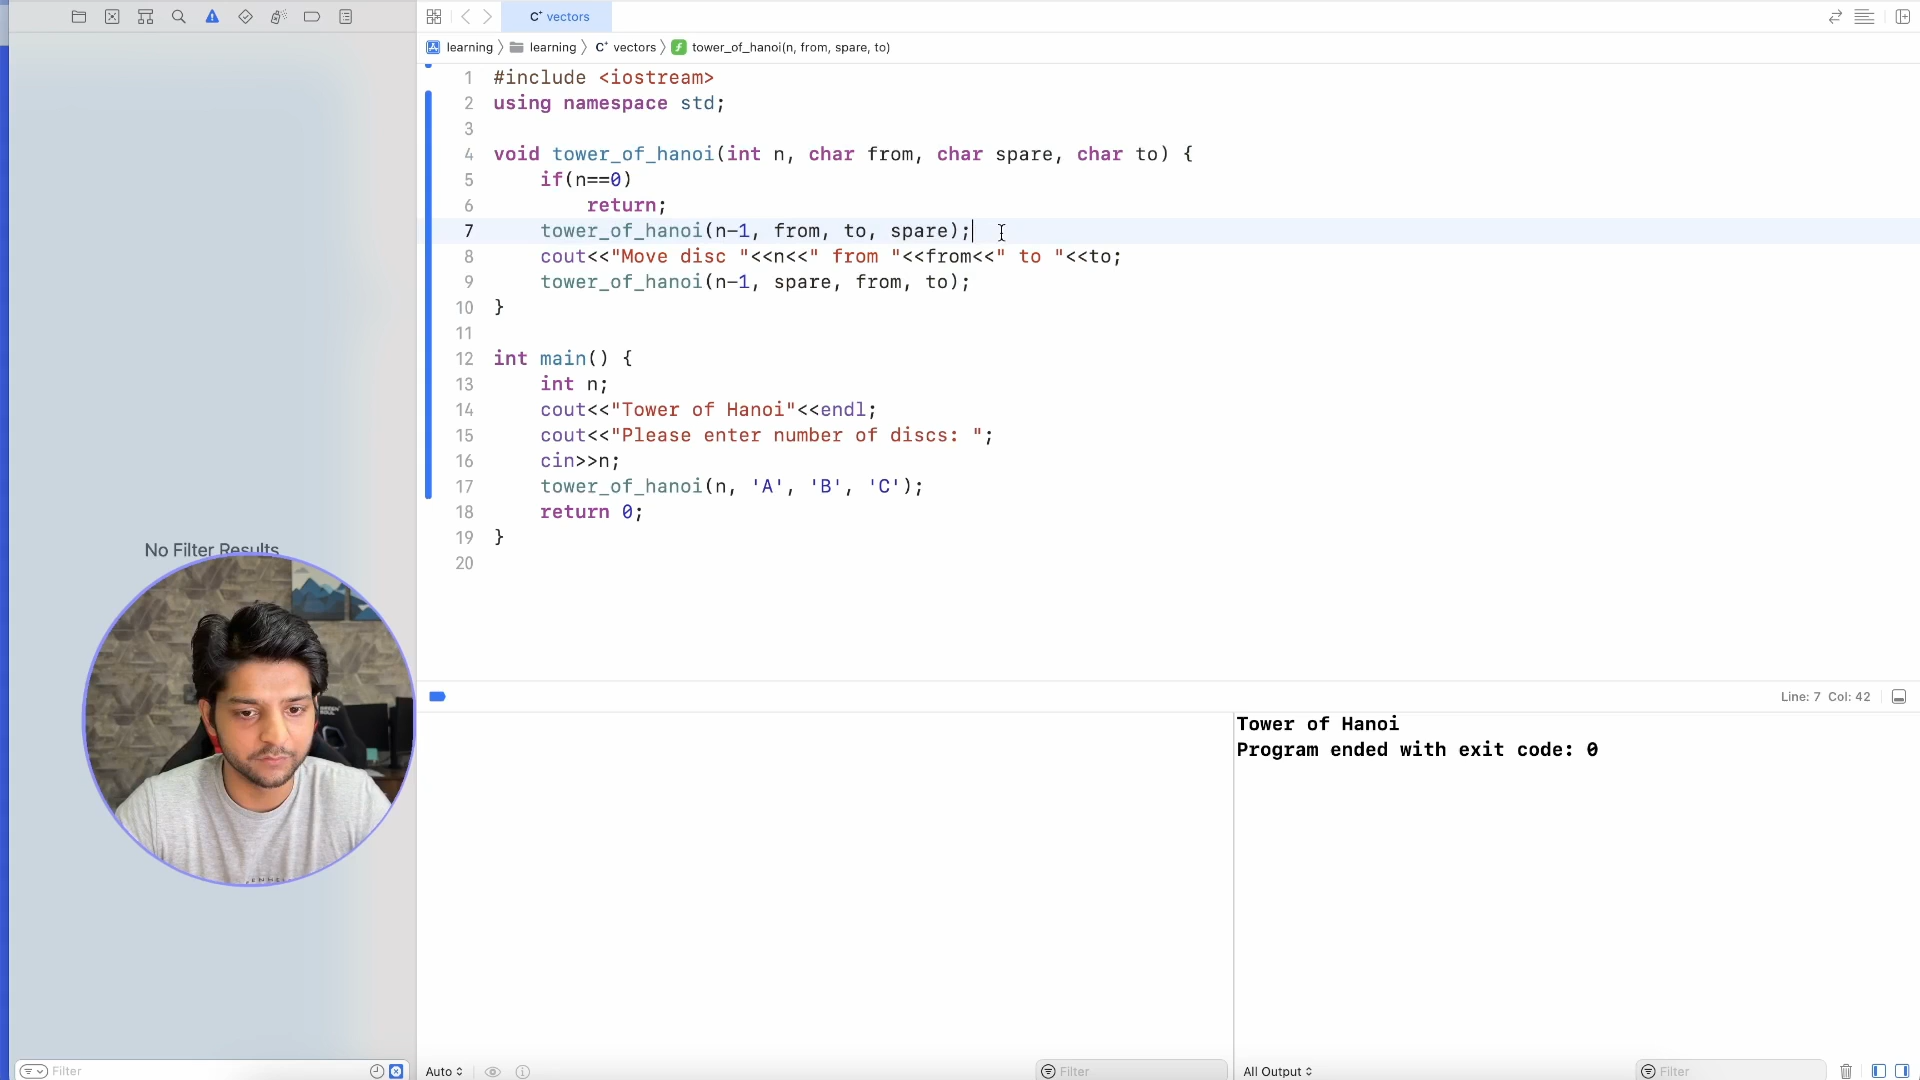 vectors
learning
learning
vectors
tower_of_hanoi(n, from, spare, to)
1 #include <iostream>
2 using namespace std;
3
4 void tower_of_hanoi(int n, char from, char spare, char to) {
5 if(n==0)
6 return;
7 tower_of_hanoi(n-1, from, to, spare);
8 cout<<"Move disc "<<n<<" from "<<from<<" to "<<to;
9 tower_of_hanoi(n-1, spare, from, to);
10 }
11
12 int main() {
13 int n;
14 cout<<"Tower of Hanoi"<<endl;
15 cout<<"Please enter number of discs: ";
16 cin>>n;
17 tower_of_hanoi(n, 'A', 'B', 'C');
18 return 0;
19 }
20
No Filter Results
Line: 7 Col: 42
Tower of Hanoi
Program ended with exit code: 0
Filter
Auto
Filter
All Output
Filter